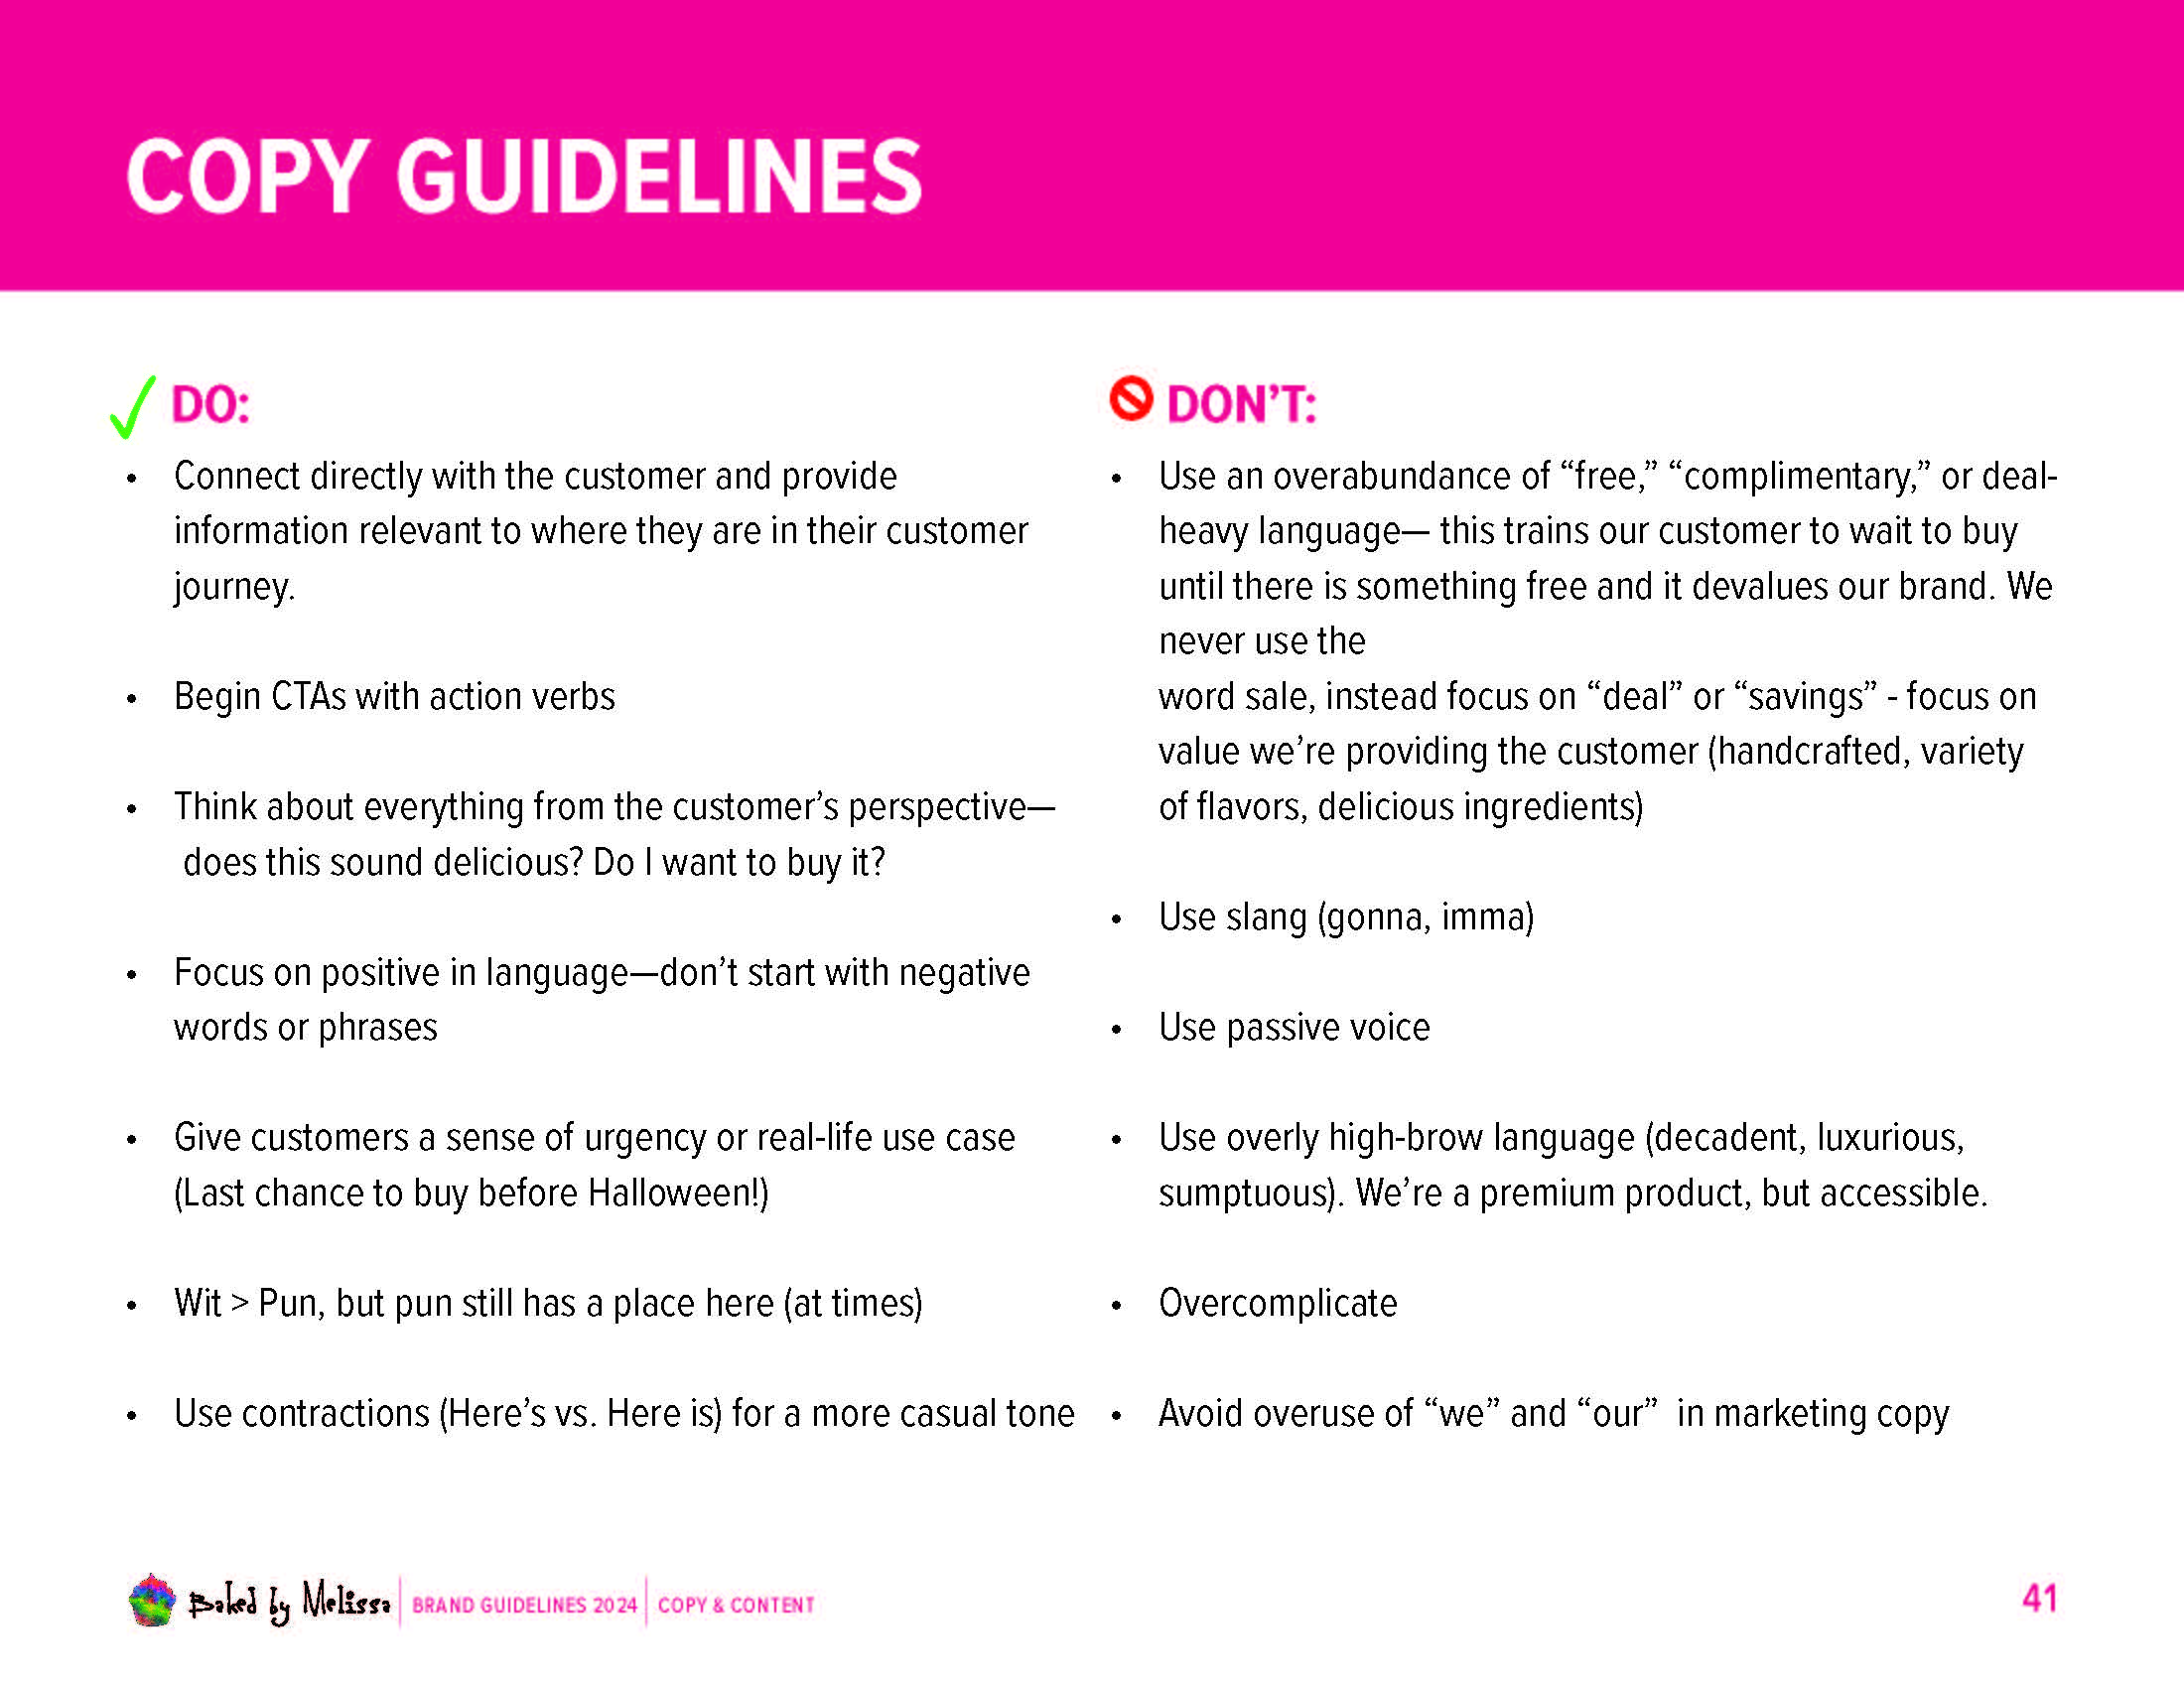 COPY GUIDELINES
DO:
• Connect directly with the customer and provide
information relevant to where they are in their customer
journey.
• Begin CTAs with action verbs
• Think about everything from the customer’s perspective—
does this sound delicious? Do I want to buy it?
• Focus on positive in language—don’t start with negative
words or phrases
• Give customers a sense of urgency or real-life use case
(Last chance to buy before Halloween!)
• Wit > Pun, but pun still has a place here (at times)
• Use contractions (Here’s vs. Here is) for a more casual tone
DON’T:
• Use an overabundance of “free,” “complimentary,” or deal-
heavy language— this trains our customer to wait to buy
until there is something free and it devalues our brand. We
never use the
word sale, instead focus on “deal” or “savings” - focus on
value we’re providing the customer (handcrafted, variety
of flavors, delicious ingredients)
• Use slang (gonna, imma)
• Use passive voice
• Use overly high-brow language (decadent, luxurious,
sumptuous). We’re a premium product, but accessible.
• Overcomplicate
• Avoid overuse of “we” and “our” in marketing copy
Baked by Melissa | BRAND GUIDELINES 2024 | COPY & CONTENT
41